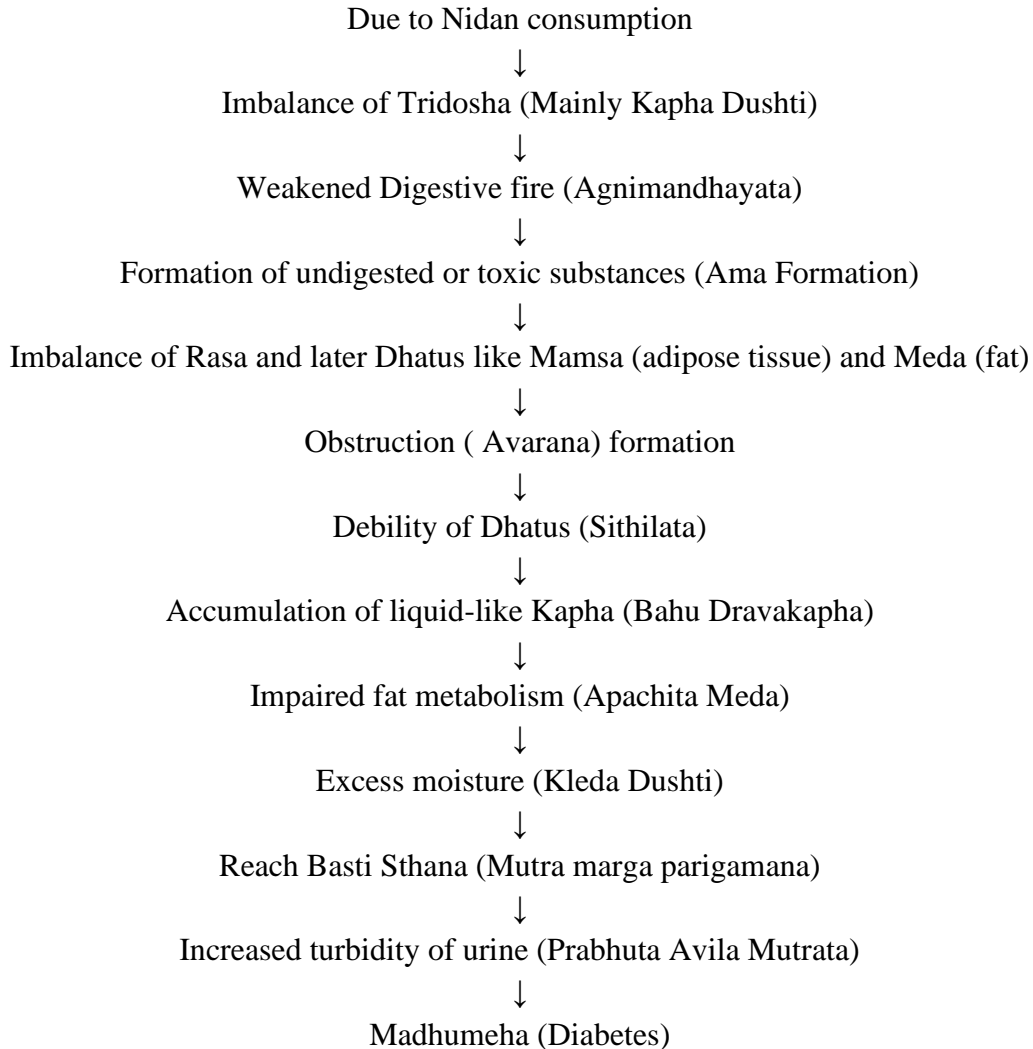 Due to Nidan consumption
↓
Imbalance of Tridosha (Mainly Kapha Dushti)
↓
Weakened Digestive fire (Agnimandhayata)
↓
Formation of undigested or toxic substances (Ama Formation)
↓
Imbalance of Rasa and later Dhatus like Mamsa (adipose tissue) and Meda (fat)
↓
Obstruction ( Avarana) formation
↓
Debility of Dhatus (Sithilata)
↓
Accumulation of liquid-like Kapha (Bahu Dravakapha)
↓
Impaired fat metabolism (Apachita Meda)
↓
Excess moisture (Kleda Dushti)
↓
Reach Basti Sthana (Mutra marga parigamana)
↓
Increased turbidity of urine (Prabhuta Avila Mutrata)
↓
Madhumeha (Diabetes)